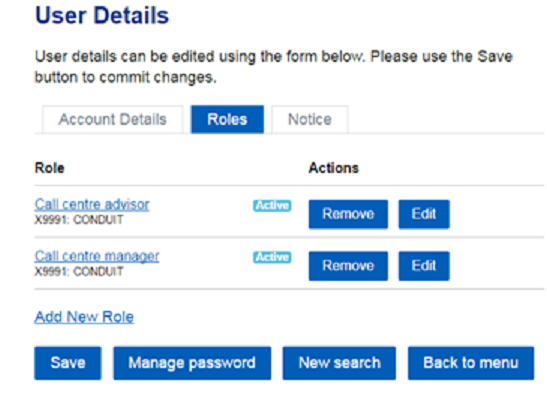 User Details
User details can be edited using the form below. Please use the Save
button to commit changes.
Account Details Roles Notice
Role Actions
Call centre advisor Active Remove Edit
X9991: CONDUIT
Call centre manager Active Remove Edit
X9991: CONDUIT
Add New Role
Save Manage password New search Back to menu